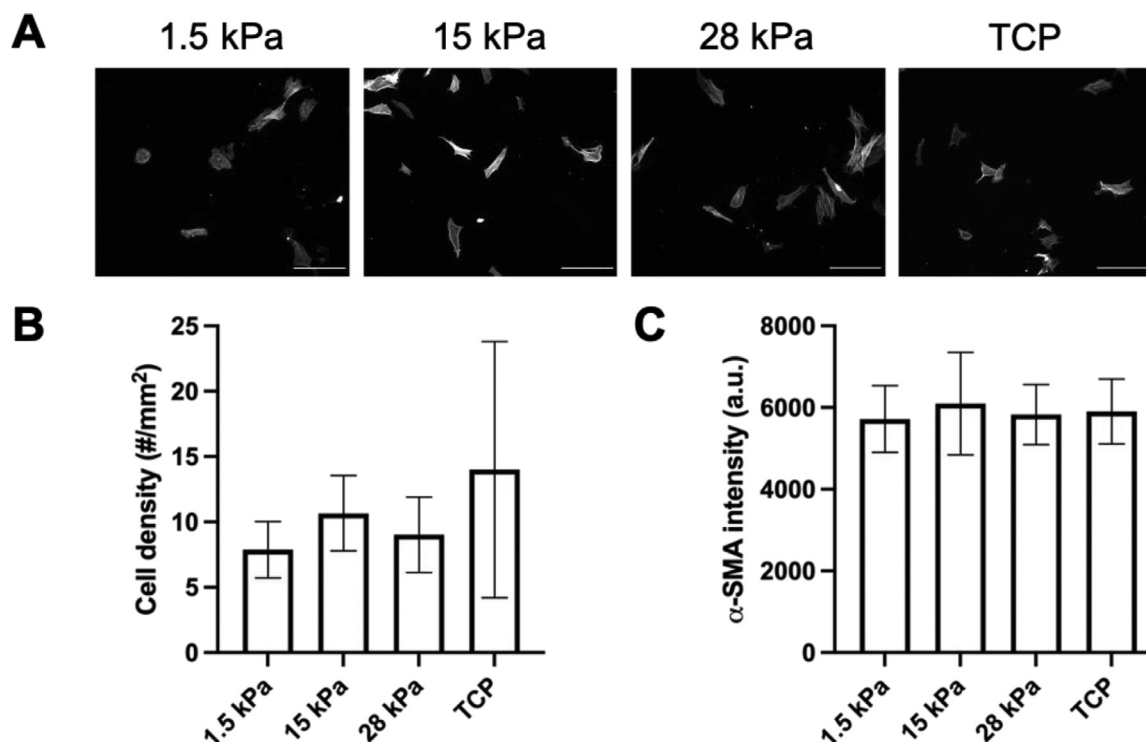 A
1.5 kPa
15 kPa
28 kPa
TCP
B
Cell density (#/mm²)
25
20
15
10
5
0
1.5 kPa
15 kPa
28 kPa
TCP
C
α-SMA intensity (a.u.)
8000
6000
4000
2000
0
1.5 kPa
15 kPa
28 kPa
TCP